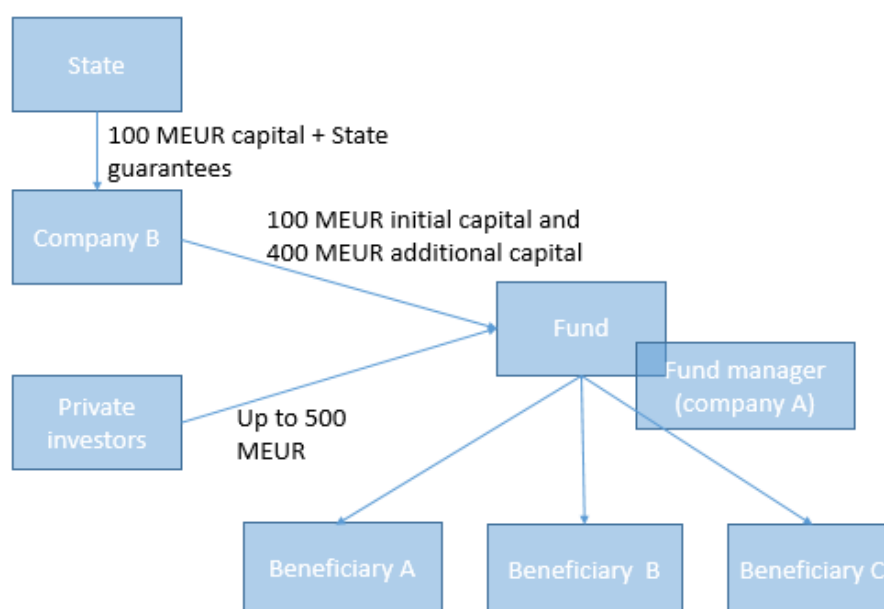 State
100 MEUR capital + State
guarantees
Company B
100 MEUR initial capital and
400 MEUR additional capital
Fund
Fund manager
(company A)
Private
investors
Up to 500
MEUR
Beneficiary A
Beneficiary B
Beneficiary C